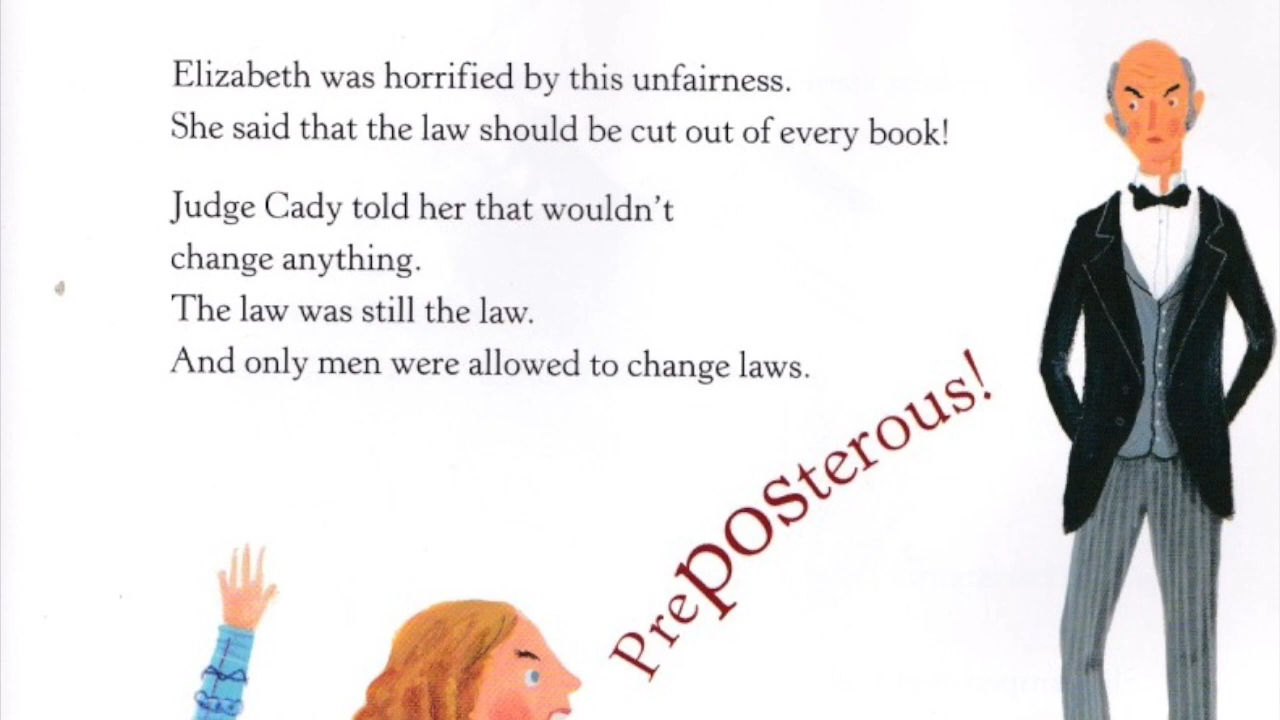 Elizabeth was horrified by this unfairness.
She said that the law should be cut out of every book!
Judge Cady told her that wouldn't
change anything.
The law was still the law.
And only men were allowed to change laws.
Preposterous!